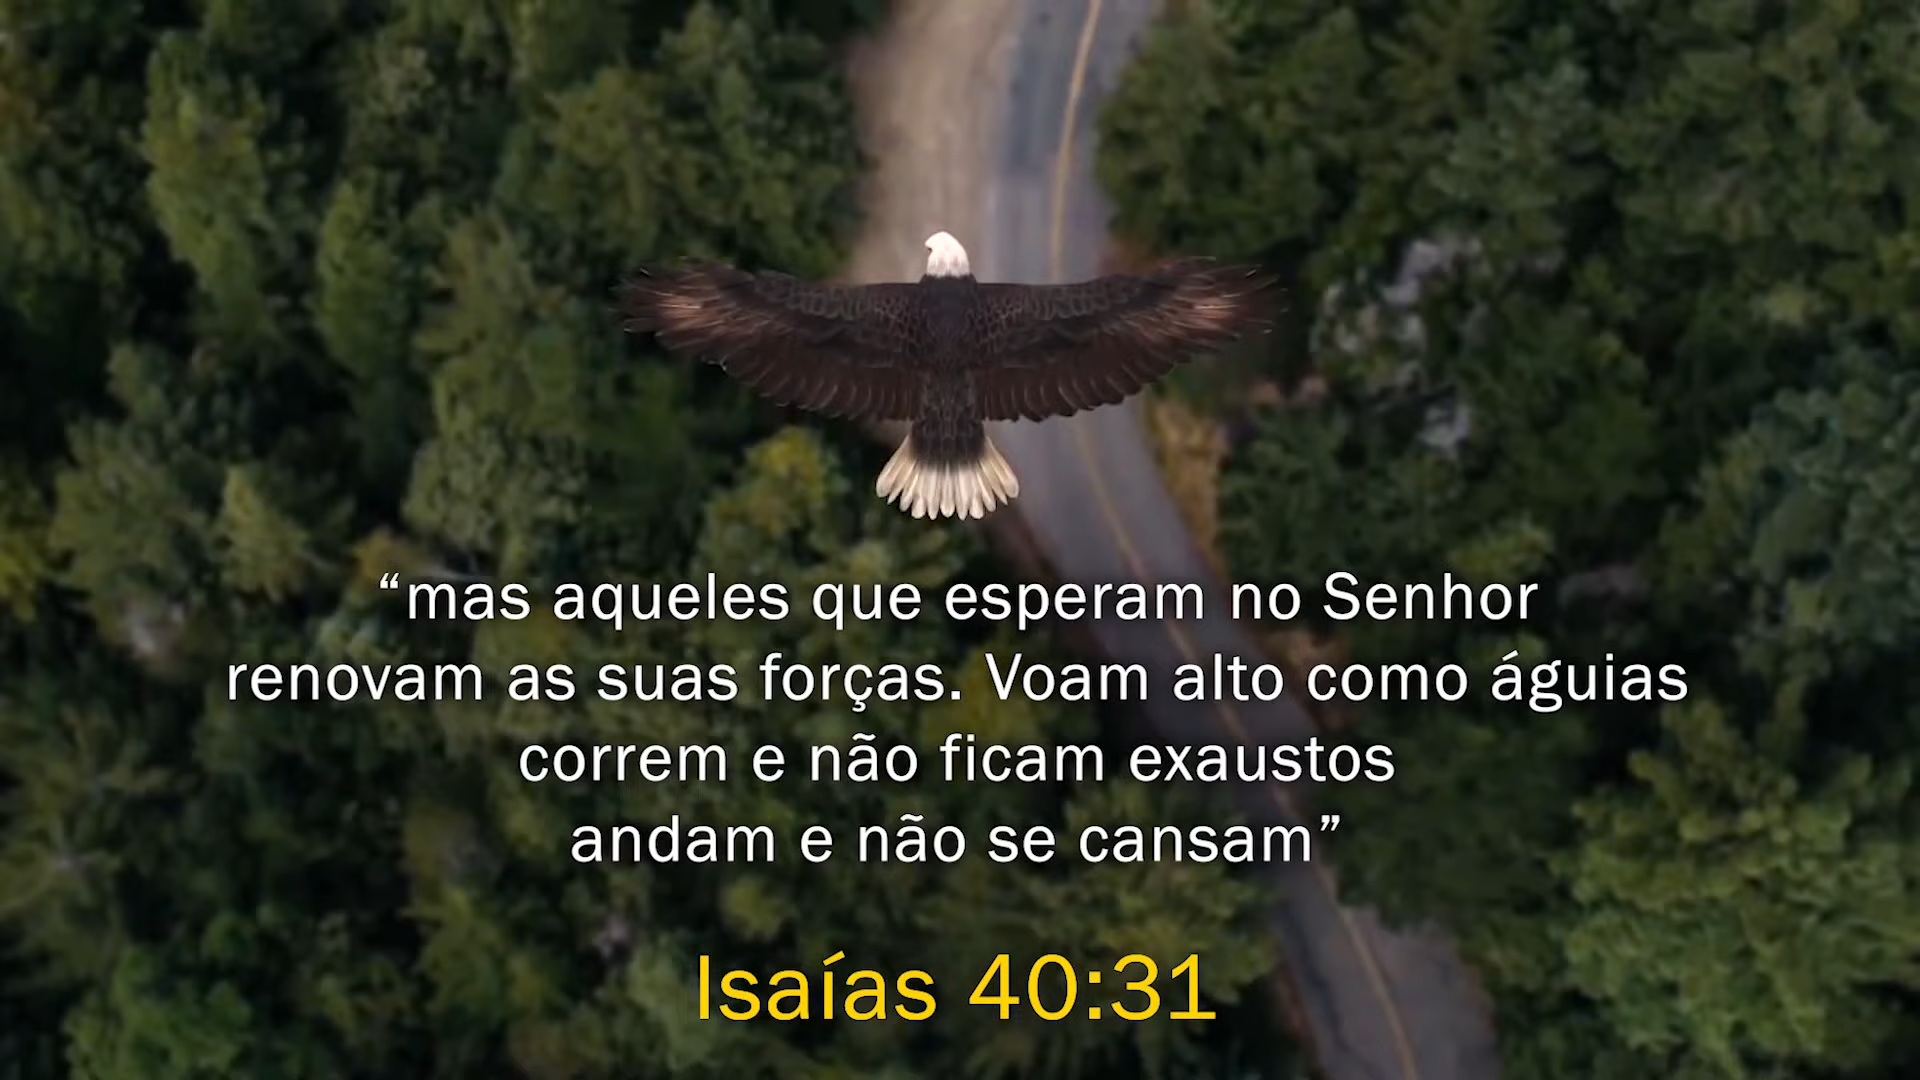 “mas aqueles que esperam no Senhor
renovam as suas forças. Voam alto como águias
correm e não ficam exaustos
andam e não se cansam”
Isaías 40:31